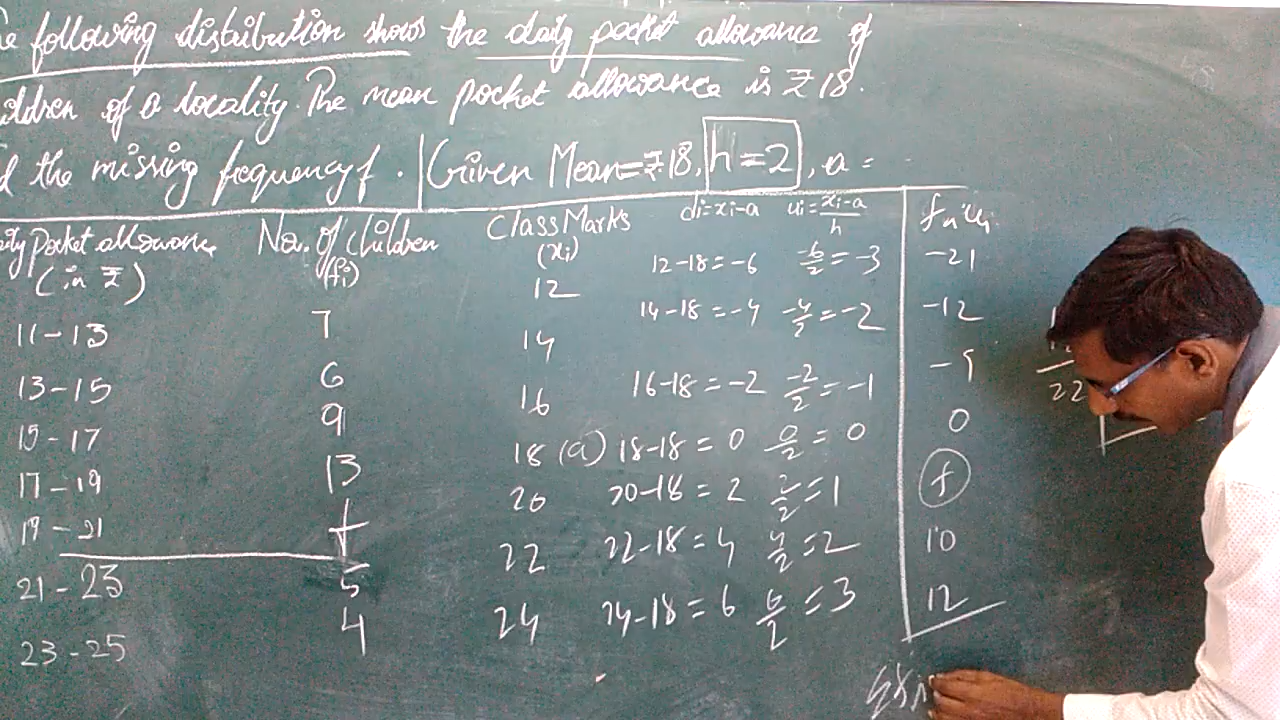 e following distribution shows the daily pocket allowance of
ildren of a locality. The mean pocket allowance is ₹ 18.
d the missing frequency f. | Given Mean = ₹ 18, h = 2, a =
ily Pocket allowance (in ₹) No. of children (fi) Class Marks (xi) di = xi - a ui = xi - a / h fi ui
11 - 13 7 12 12 - 18 = -6 -6/2 = -3 -21
13 - 15 6 14 14 - 18 = -4 -4/2 = -2 -12
15 - 17 9 16 16 - 18 = -2 -2/2 = -1 -9
17 - 19 13 18 (a) 18 - 18 = 0 0/2 = 0 0
19 - 21 f 20 20 - 18 = 2 2/2 = 1 f
21 - 23 5 22 22 - 18 = 4 4/2 = 2 10
23 - 25 4 24 24 - 18 = 6 6/2 = 3 12
22